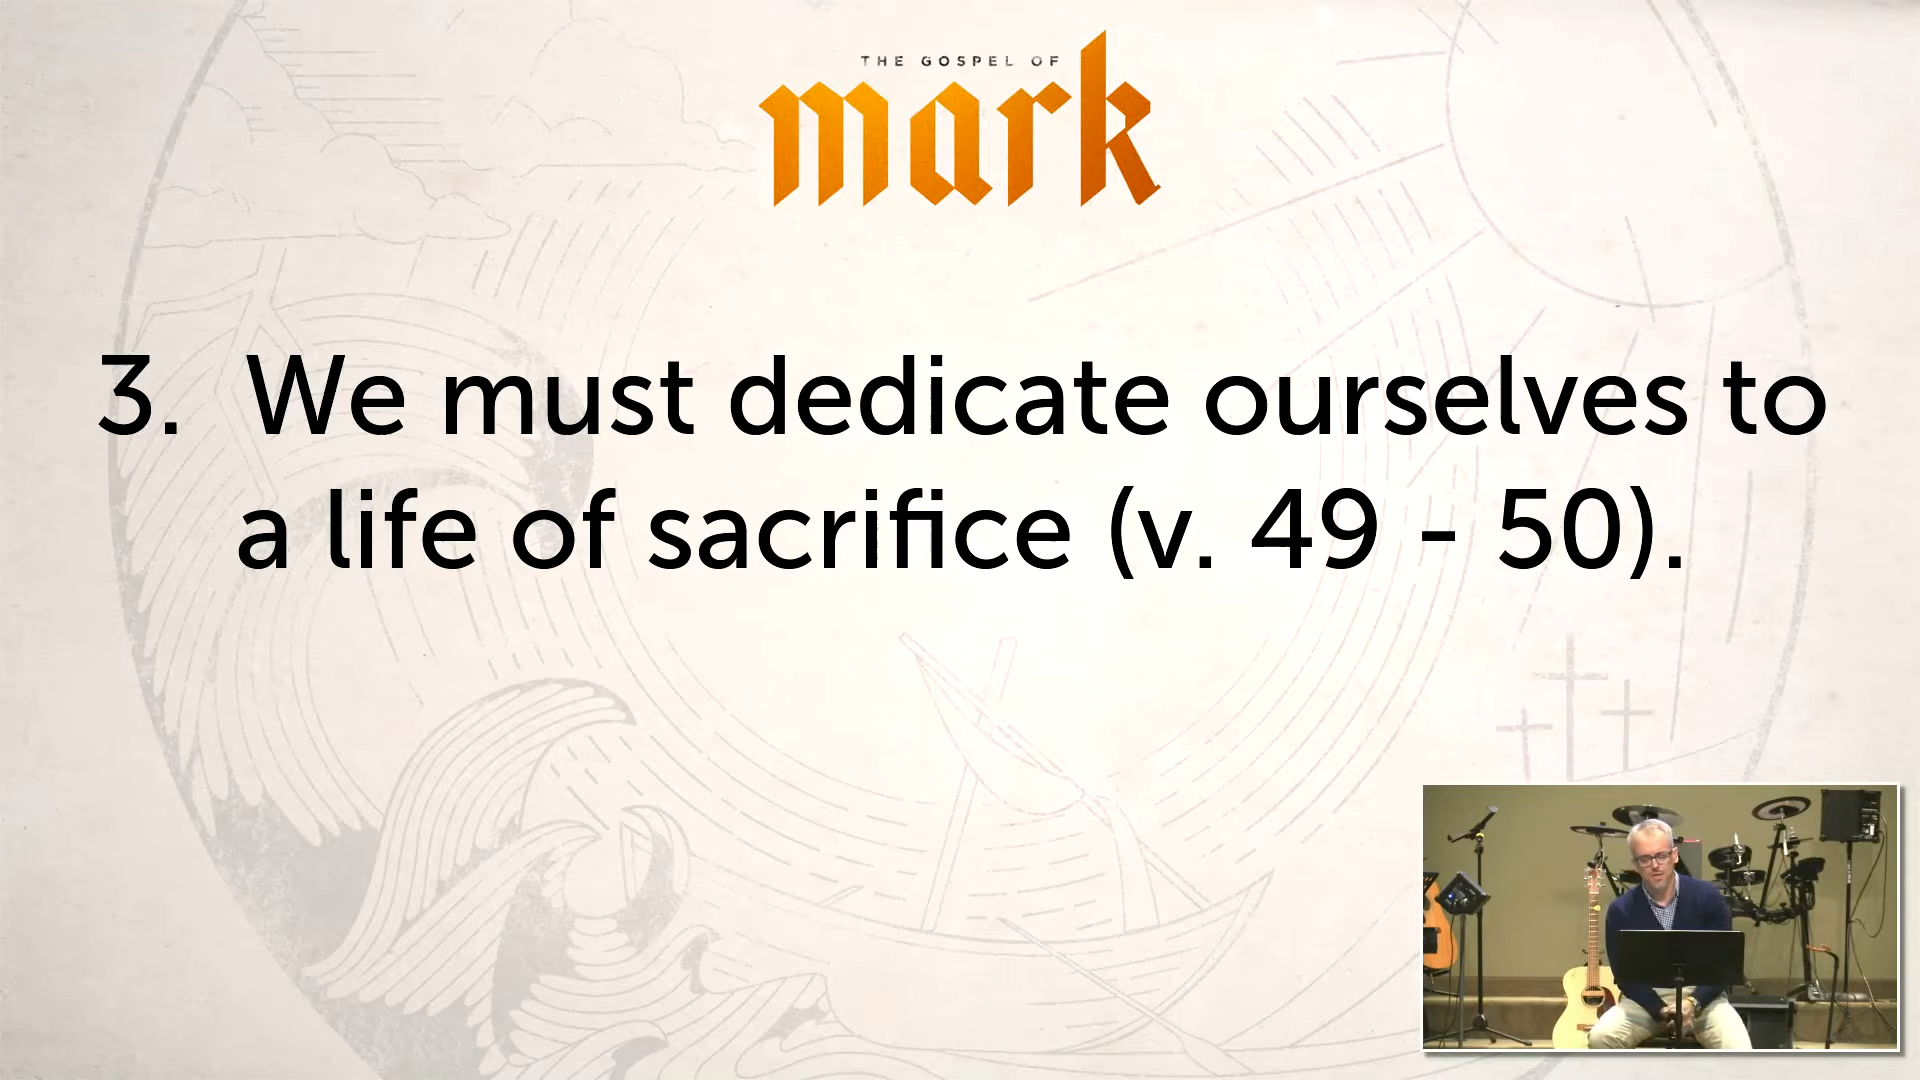 THE GOSPEL OF
mark
3. We must dedicate ourselves to
a life of sacrifice (v. 49 - 50).